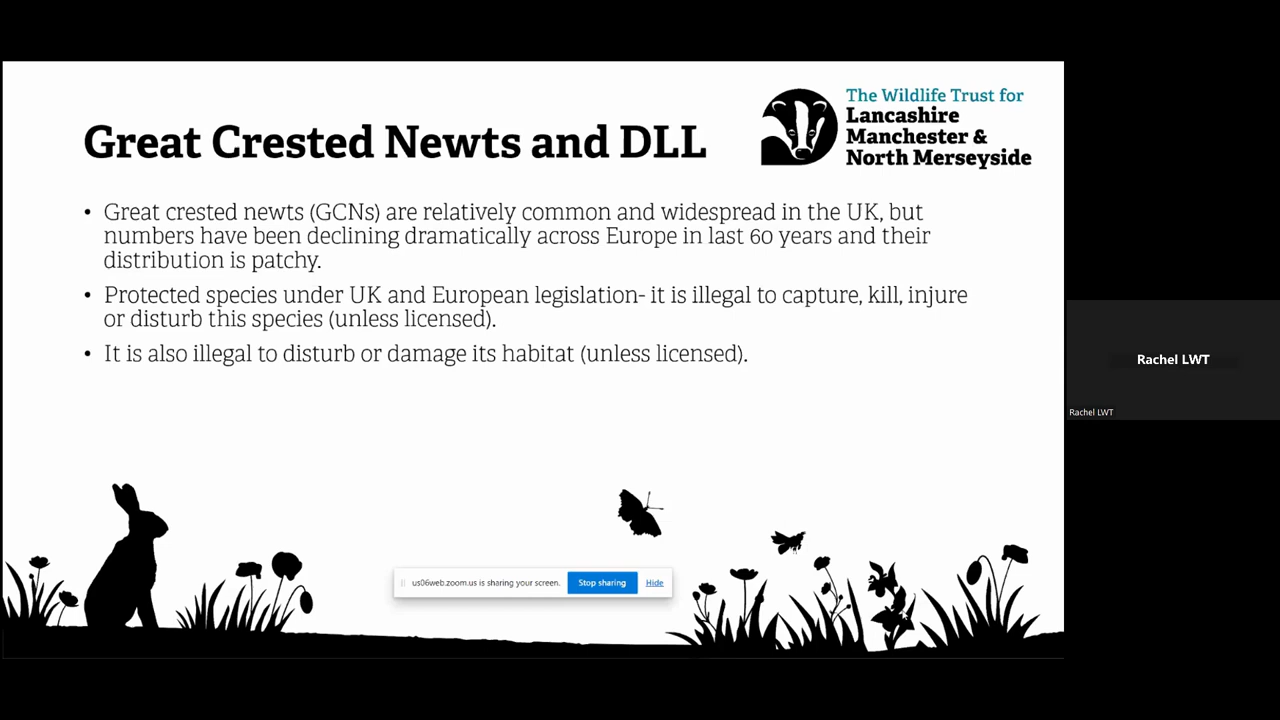 The Wildlife Trust for
Lancashire
Manchester &
North Merseyside
Great Crested Newts and DLL
• Great crested newts (GCNs) are relatively common and widespread in the UK, but
numbers have been declining dramatically across Europe in last 60 years and their
distribution is patchy.
• Protected species under UK and European legislation- it is illegal to capture, kill, injure
or disturb this species (unless licensed).
• It is also illegal to disturb or damage its habitat (unless licensed).
us06web.zoom.us is sharing your screen. Stop sharing Hide
Rachel LWT
Rachel LWT